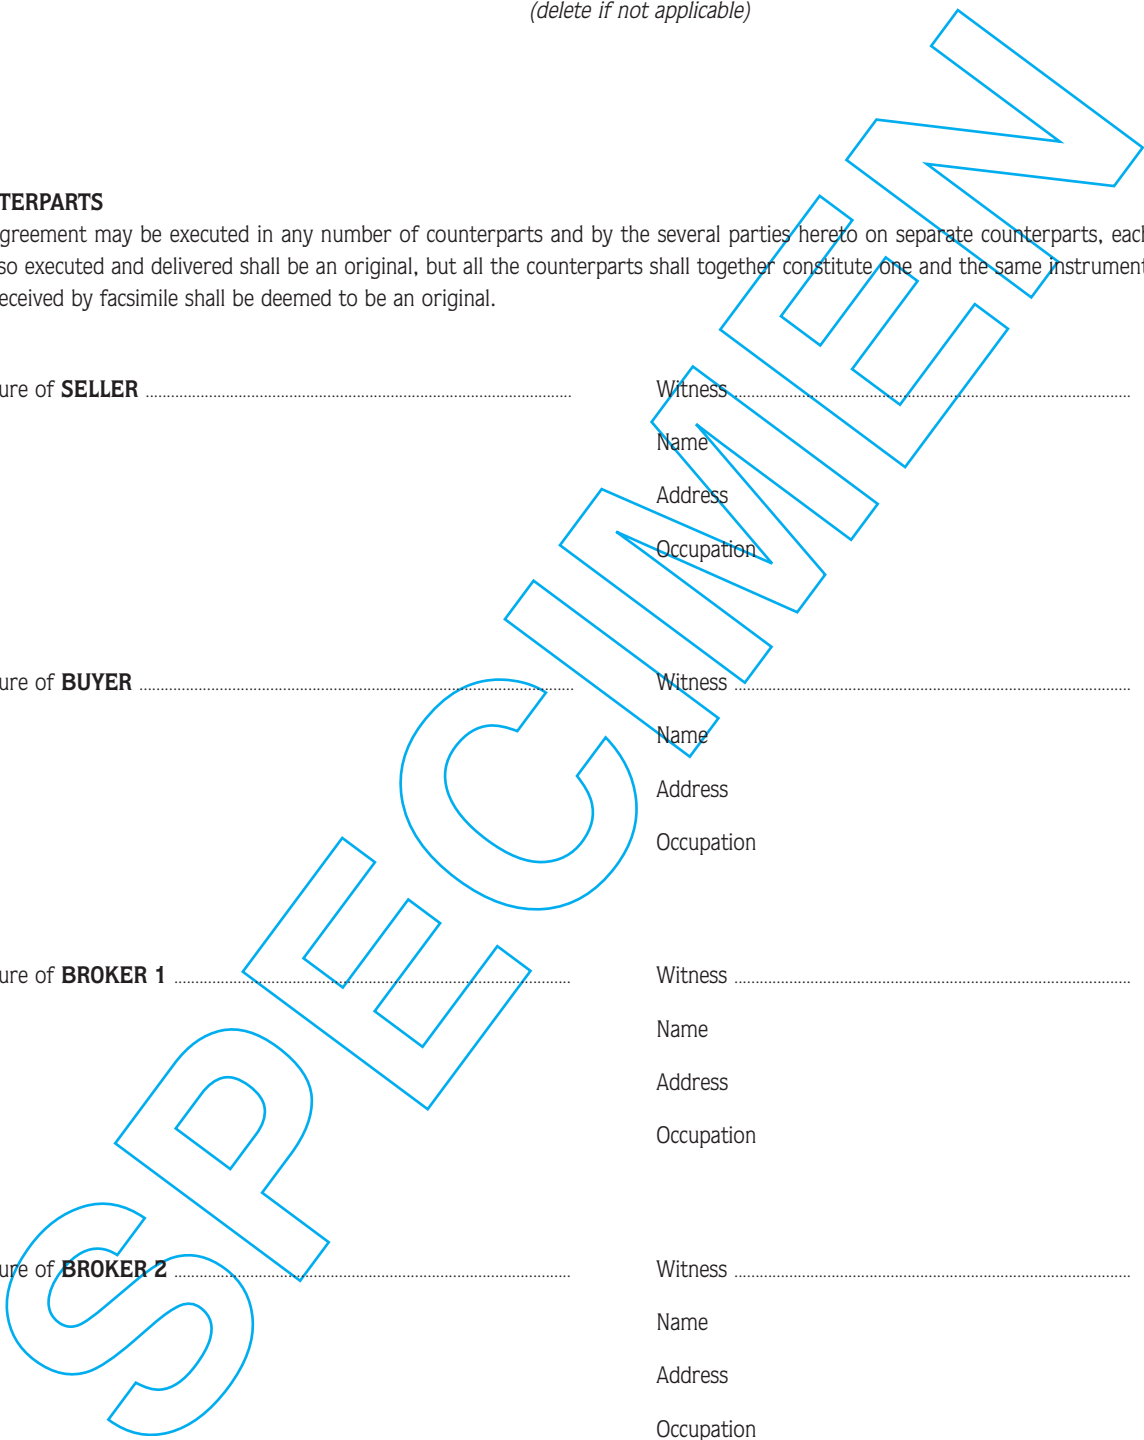 (delete if not applicable)
TERPARTS
greement may be executed in any number of counterparts and by the several parties hereto on separate counterparts, each
so executed and delivered shall be an original, but all the counterparts shall together constitute one and the same instrument
eceived by facsimile shall be deemed to be an original.
ure of SELLER
Witness
Name
Address
Occupation
ure of BUYER
Witness
Name
Address
Occupation
ure of BROKER 1
Witness
Name
Address
Occupation
ure of BROKER 2
Witness
Name
Address
Occupation
SPECIMEN